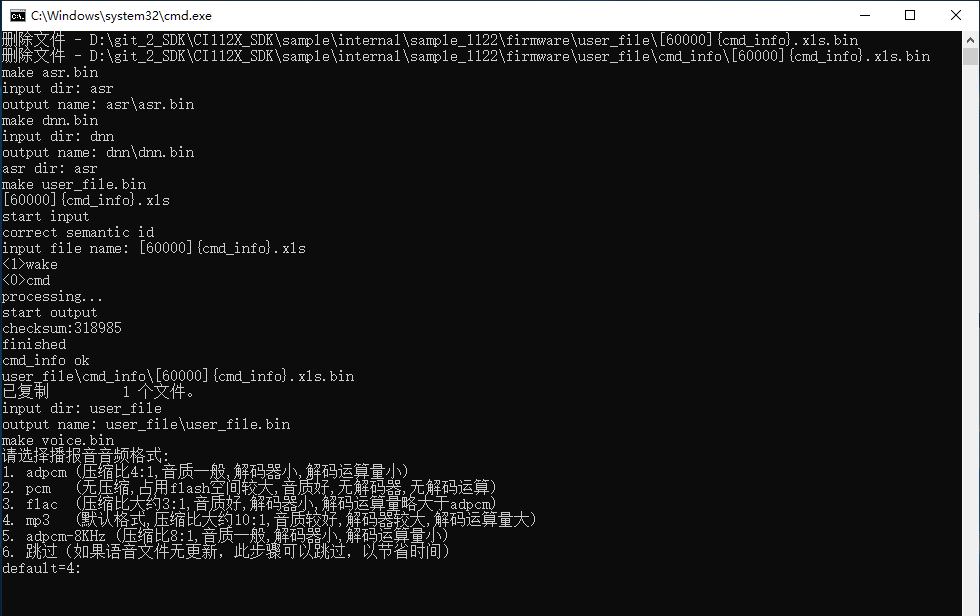 C:\Windows\system32\cmd.exe
删除文件 - D:\git_2_SDK\CI112X_SDK\sample\internal\sample_1122\firmware\user_file\[60000]{cmd_info}.xls.bin
删除文件 - D:\git_2_SDK\CI112X_SDK\sample\internal\sample_1122\firmware\user_file\cmd_info\[60000]{cmd_info}.xls.bin
make asr.bin
input dir: asr
output name: asr\asr.bin
make dnn.bin
input dir: dnn
output name: dnn\dnn.bin
asr dir: asr
make user_file.bin
[60000]{cmd_info}.xls
start input
correct semantic id
input file name: [60000]{cmd_info}.xls
<1>wake
<0>cmd
processing...
start output
checksum:318985
finished
cmd_info ok
user_file\cmd_info\[60000]{cmd_info}.xls.bin
已复制         1 个文件。
input dir: user_file
output name: user_file\user_file.bin
make voice.bin
请选择播报音音频格式:
1. adpcm (压缩比4:1,音质一般,解码器小,解码运算量小)
2. pcm   (无压缩,占用flash空间较大,音质好,无解码器,无解码运算)
3. flac  (压缩比大约3:1,音质好,解码器小,解码运算量略大于adpcm)
4. mp3   (默认格式,压缩比大约10:1,音质较好,解码器较大,解码运算量大)
5. adpcm-8KHz (压缩比8:1,音质一般,解码器小,解码运算量小)
6. 跳过（如果语音文件无更新，此步骤可以跳过，以节省时间）
default=4: